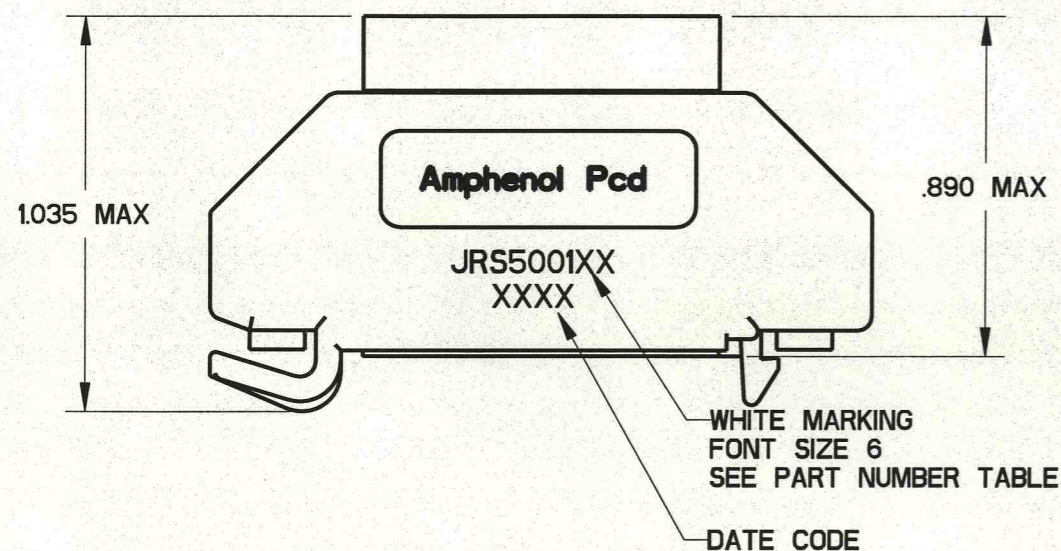 1.035 MAX
.890 MAX
Amphenol Pcd
JRS5001XX
XXXX
WHITE MARKING
FONT SIZE 6
SEE PART NUMBER TABLE
DATE CODE